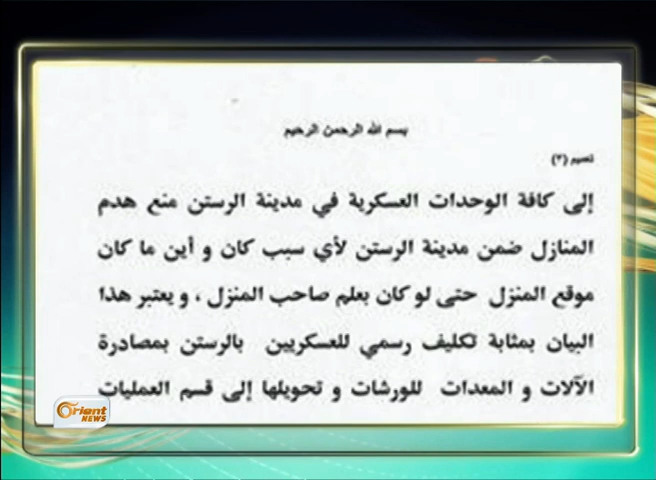 بسم الله الرحمن الرحيم
تعميم (٣)
إلى كافة الوحدات العسكرية في مدينة الرستن منع هدم
المنازل ضمن مدينة الرستن لأي سبب كان و أين ما كان
موقع المنزل حتى لو كان بعلم صاحب المنزل ، و يعتبر هذا
البيان بمثابة تكليف رسمي للعسكريين بالرستن بمصادرة
الآلات و المعدات للورشات و تحويلها إلى قسم العمليات
Orient
NEWS